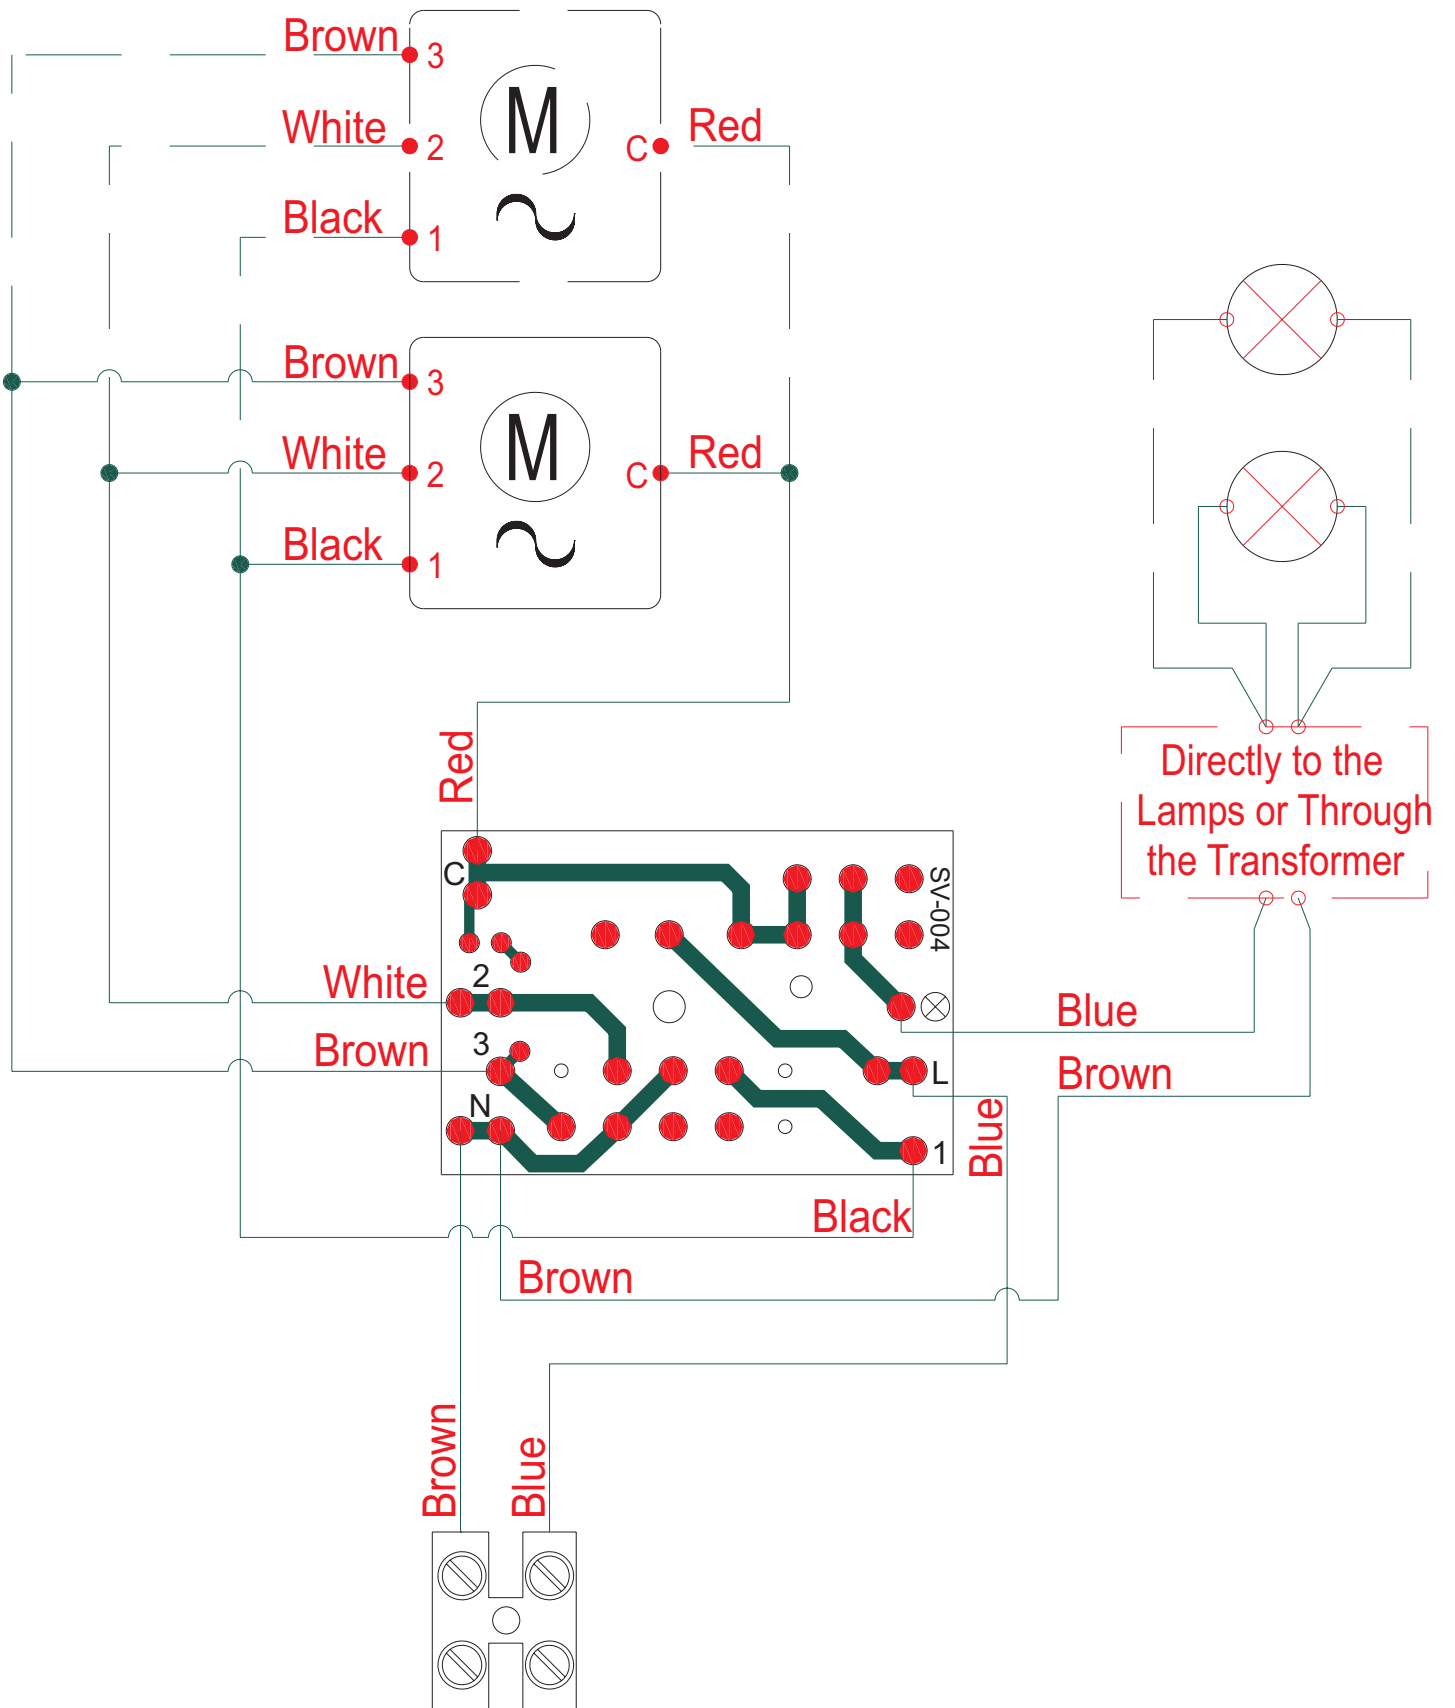 Brown
3
White
2
Black
1
M
C
Red
Brown
3
White
2
Black
1
M
C
Red
Red
Directly to the
Lamps or Through
the Transformer
C
SV-004
White
2
Brown
3
N
L
1
Blue
Brown
Blue
Black
Brown
Brown
Blue